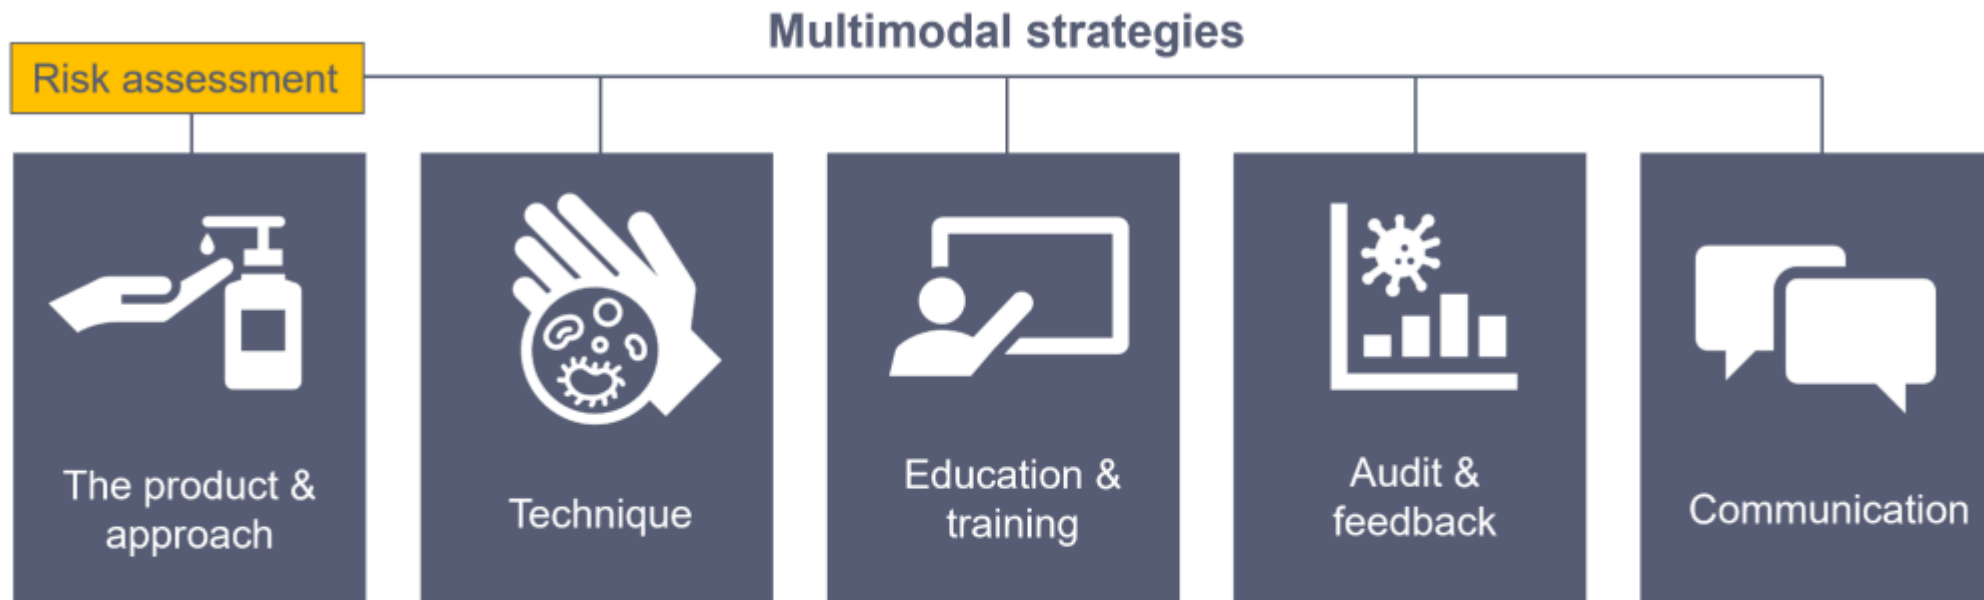 Multimodal strategies
Risk assessment
The product &
approach
Technique
Education &
training
Audit &
feedback
Communication